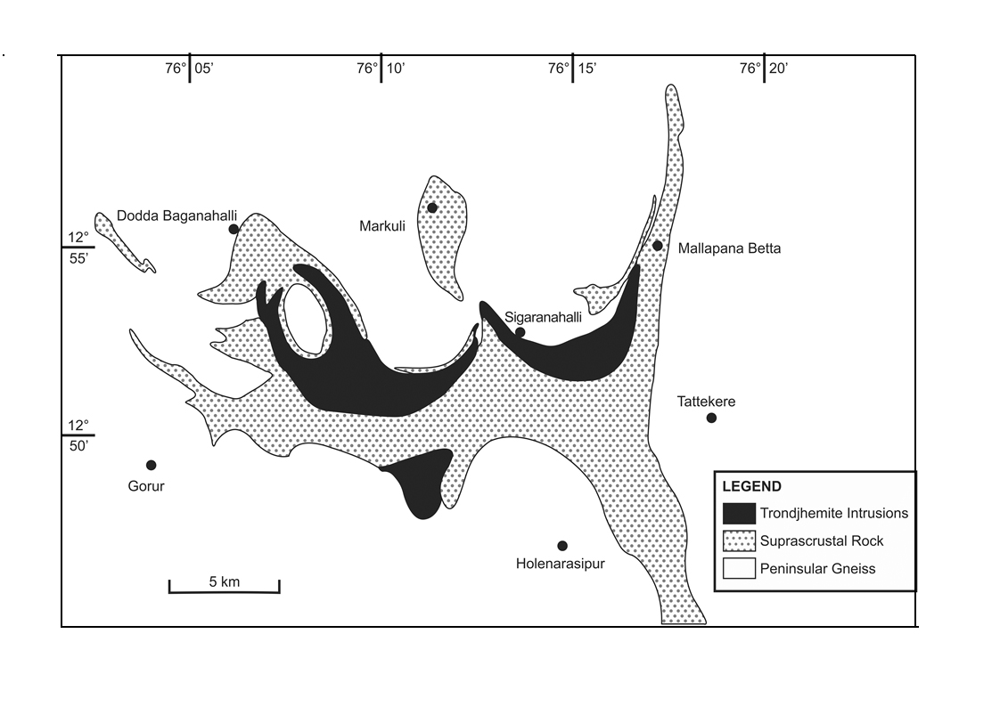 76° 05’
76° 10’
76° 15’
76° 20’
Dodda Baganahalli
Markuli
12°
55’
Mallapana Betta
Sigaranahalli
Tattekere
12°
50’
Gorur
LEGEND
Trondjhemite Intrusions
Suprascrustal Rock
Peninsular Gneiss
Holenarasipur
5 km